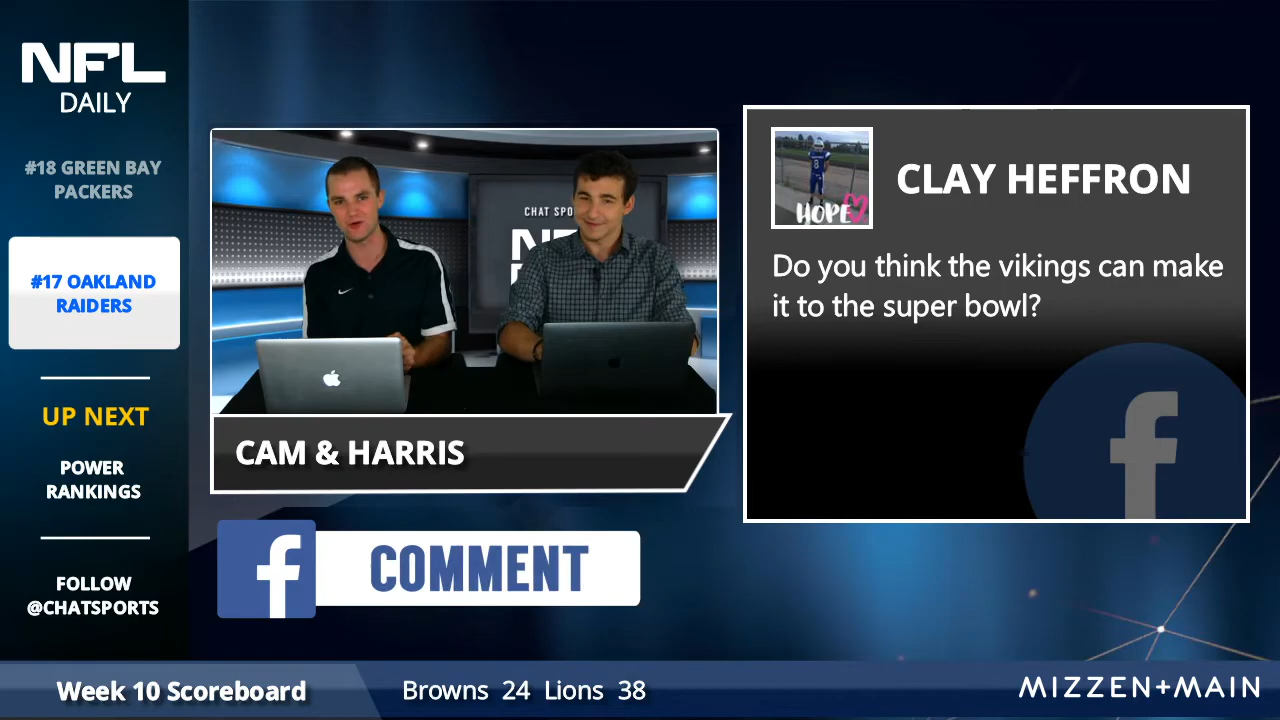 NFL
DAILY
#18 GREEN BAY
PACKERS
#17 OAKLAND
RAIDERS
UP NEXT
POWER
RANKINGS
FOLLOW
@CHATSPORTS
CHAT SPO
CAM & HARRIS
COMMENT
HOPE
CLAY HEFFRON
Do you think the vikings can make
it to the super bowl?
Week 10 Scoreboard
Browns 24 Lions 38
MIZZEN+MAIN